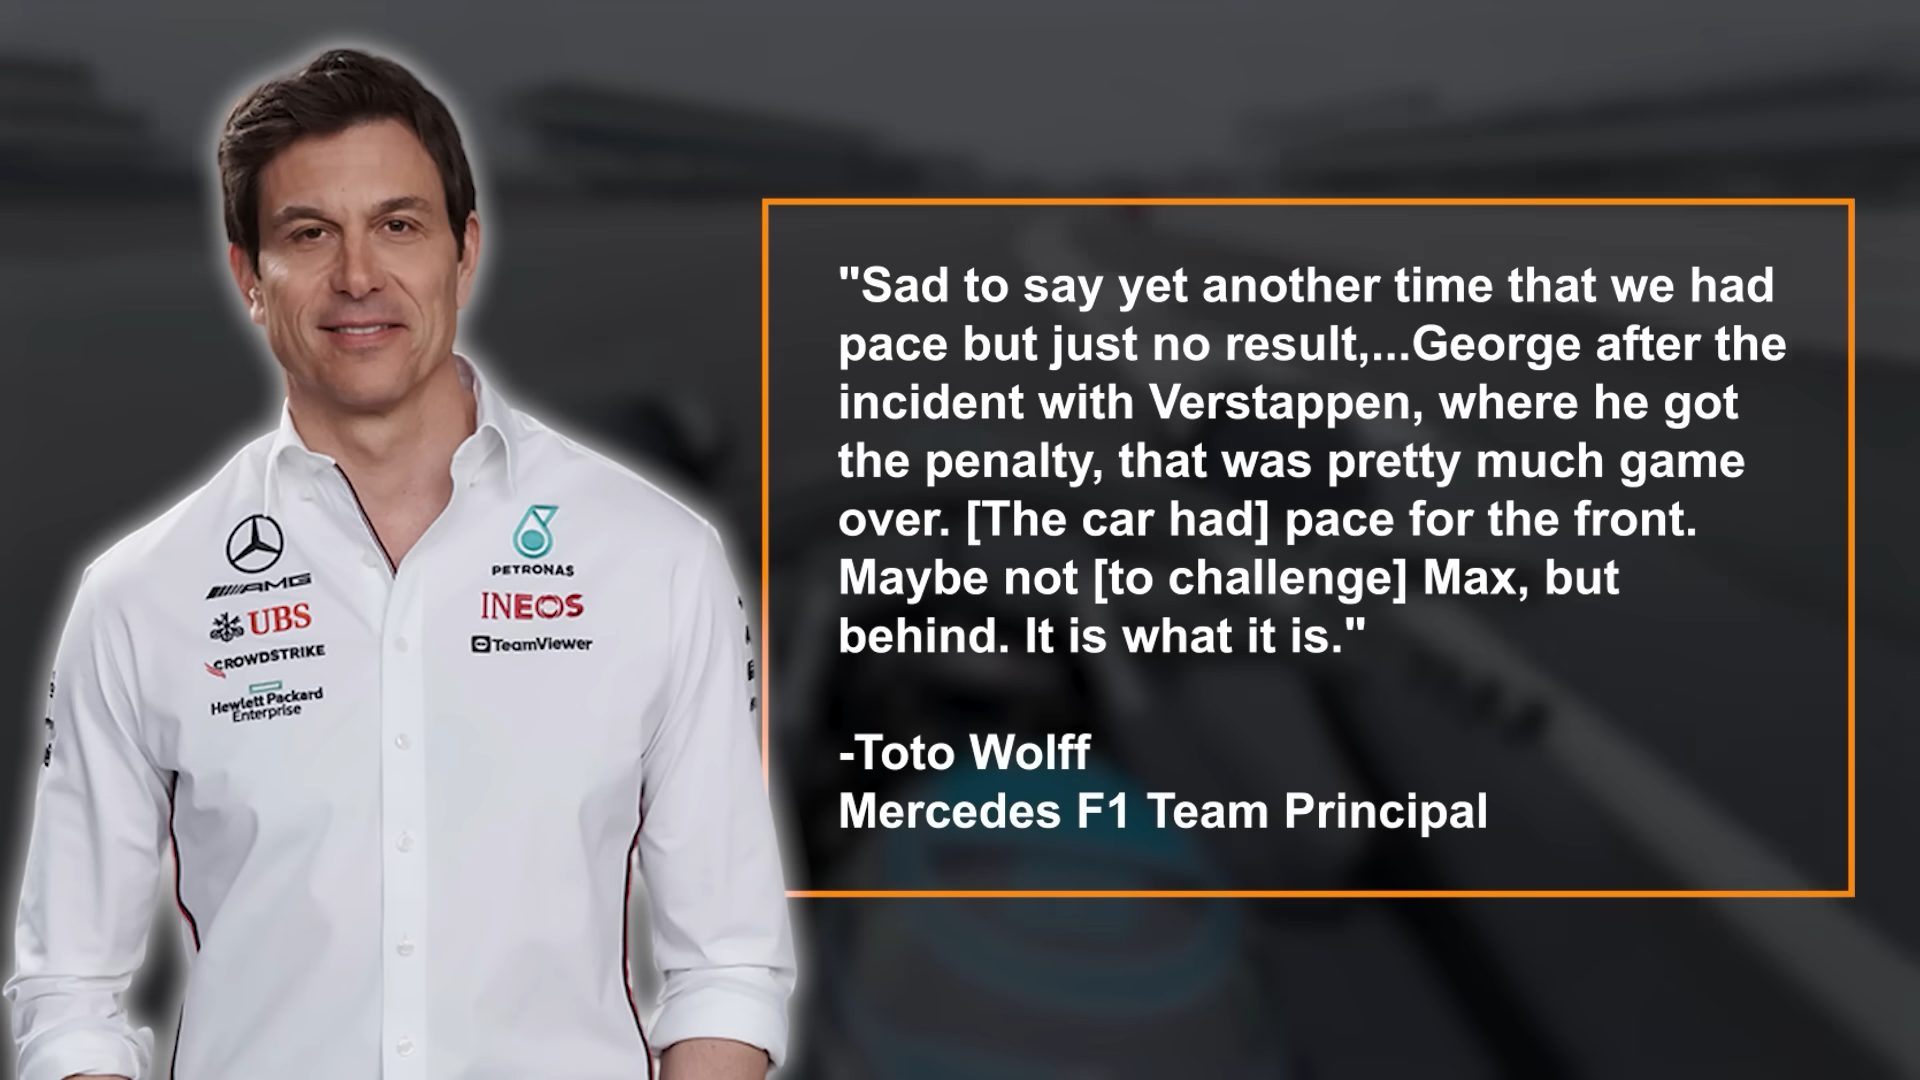 AMG
UBS
CROWDSTRIKE
Hewlett Packard
Enterprise
PETRONAS
INEOS
TeamViewer
"Sad to say yet another time that we had
pace but just no result,...George after the
incident with Verstappen, where he got
the penalty, that was pretty much game
over. [The car had] pace for the front.
Maybe not [to challenge] Max, but
behind. It is what it is."
-Toto Wolff
Mercedes F1 Team Principal